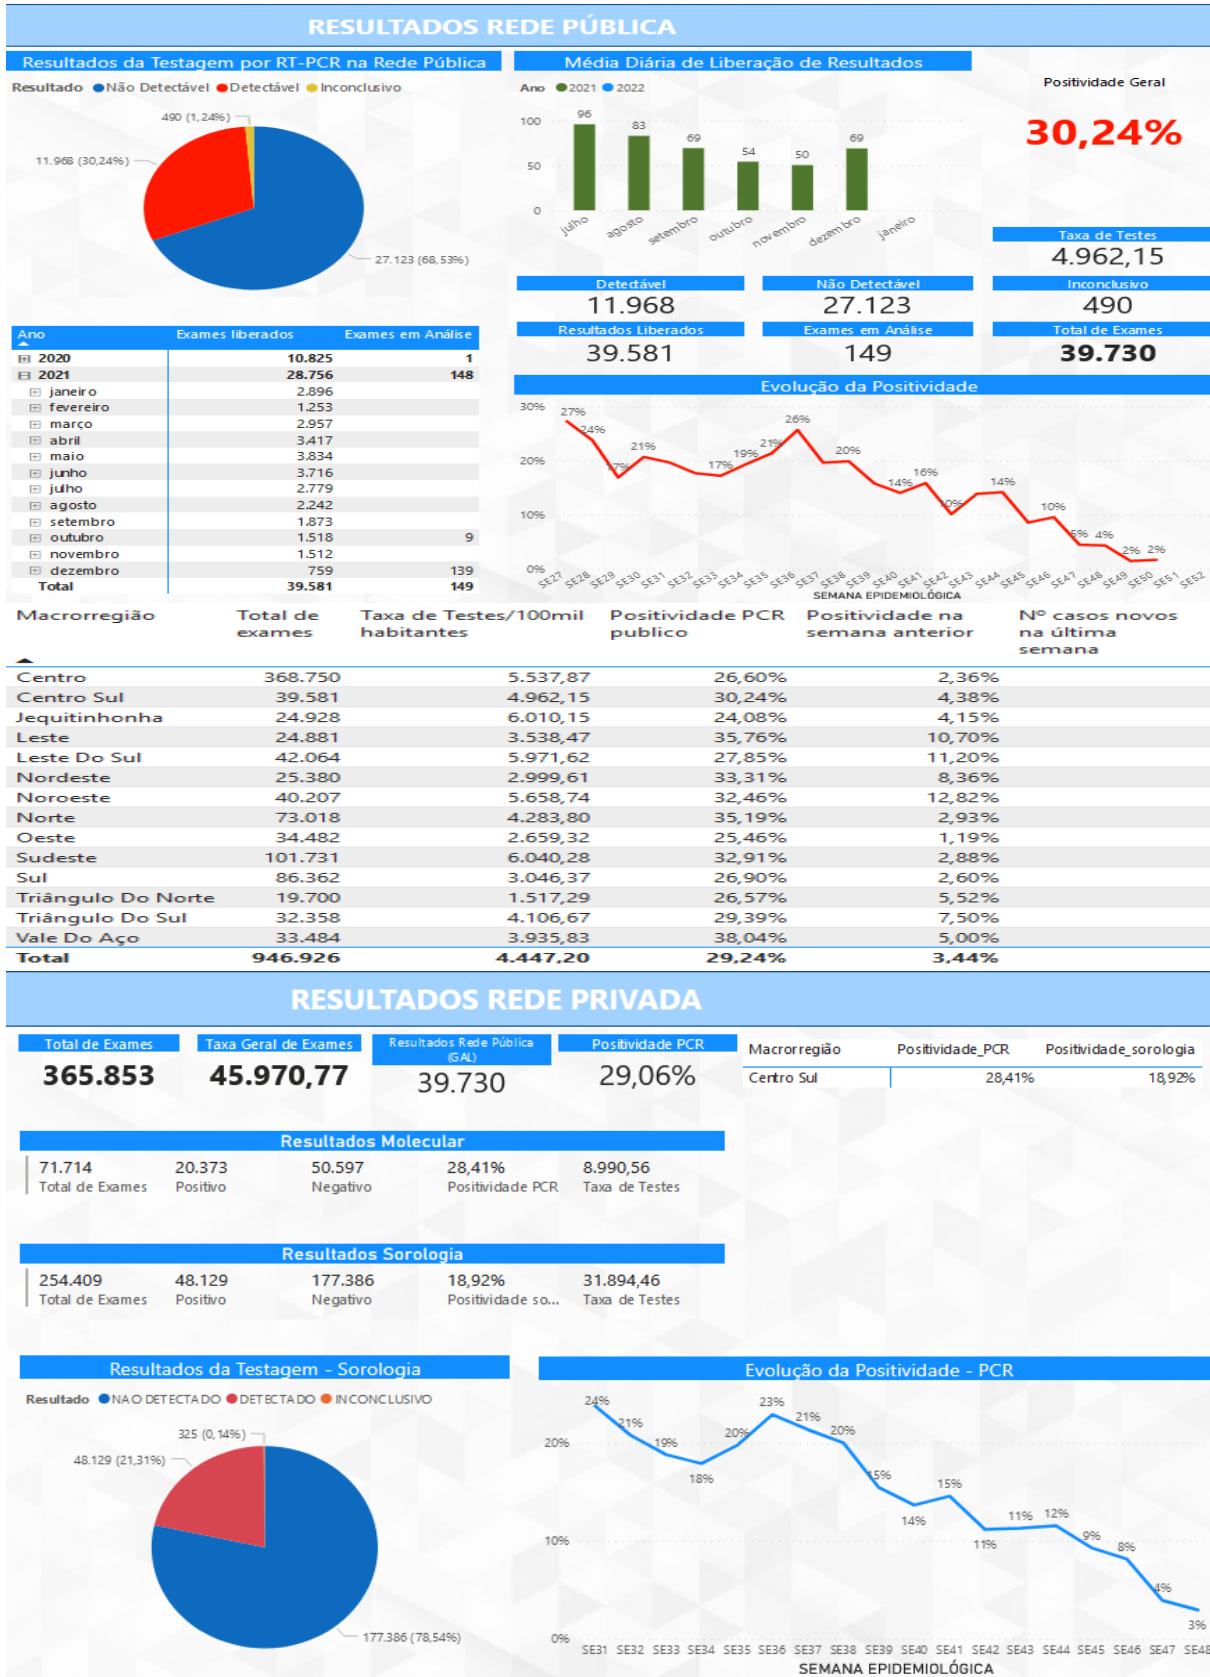 RESULTADOS REDE PÚBLICA
Resultados da Testagem por RT-PCR na Rede Pública
Resultado Não Detectável Detectável Inconclusivo
490 (1,24%)
11.968 (30,24%)
27.123 (68,53%)
Média Diária de Liberação de Resultados
Ano 2021 2022
100
50
0
96
83
69
54
50
69
julho
agosto
setembro
outubro
novembro
dezembro
janeiro
Positividade Geral
30,24%
Taxa de Testes
4.962,15
Detectável
11.968
Não Detectável
27.123
Inconclusivo
490
Resultados Liberados
39.581
Exames em Análise
149
Total de Exames
39.730
Ano Exames liberados Exames em Análise
2020 10.825 1
2021 28.756 148
janeiro 2.896
fevereiro 1.253
março 2.957
abril 3.417
maio 3.834
junho 3.716
julho 2.779
agosto 2.242
setembro 1.873
outubro 1.518 9
novembro 1.512
dezembro 759 139
Total 39.581 149
Evolução da Positividade
30%
20%
10%
0%
27%
24%
17%
21%
17%
19%
21%
26%
20%
14%
16%
10%
14%
10%
5%
4%
2%
2%
SE27 SE28 SE29 SE30 SE31 SE32 SE33 SE34 SE35 SE36 SE37 SE38 SE39 SE40 SE41 SE42 SE43 SE44 SE45 SE46 SE47 SE48 SE49 SE50 SE51 SE52
SEMANA EPIDEMIOLÓGICA
Macrorregião Total de exames Taxa de Testes/100mil habitantes Positividade PCR publico Positividade na semana anterior Nº casos novos na última semana
Centro 368.750 5.537,87 26,60% 2,36%
Centro Sul 39.581 4.962,15 30,24% 4,38%
Jequitinhonha 24.928 6.010,15 24,08% 4,15%
Leste 24.881 3.538,47 35,76% 10,70%
Leste Do Sul 42.064 5.971,62 27,85% 11,20%
Nordeste 25.380 2.999,61 33,31% 8,36%
Noroeste 40.207 5.658,74 32,46% 12,82%
Norte 73.018 4.283,80 35,19% 2,93%
Oeste 34.482 2.659,32 25,46% 1,19%
Sudeste 101.731 6.040,28 32,91% 2,88%
Sul 86.362 3.046,37 26,90% 2,60%
Triângulo Do Norte 19.700 1.517,29 26,57% 5,52%
Triângulo Do Sul 32.358 4.106,67 29,39% 7,50%
Vale Do Aço 33.484 3.935,83 38,04% 5,00%
Total 946.926 4.447,20 29,24% 3,44%
RESULTADOS REDE PRIVADA
Total de Exames
365.853
Taxa Geral de Exames
45.970,77
Resultados Rede Pública
(GAL)
39.730
Positividade PCR
29,06%
Macrorregião Positividade_PCR Positividade_sorologia
Centro Sul 28,41% 18,92%
Resultados Molecular
71.714 20.373 50.597 28,41% 8.990,56
Total de Exames Positivo Negativo Positividade PCR Taxa de Testes
Resultados Sorologia
254.409 48.129 177.386 18,92% 31.894,46
Total de Exames Positivo Negativo Positividade so... Taxa de Testes
Resultados da Testagem - Sorologia
Resultado NAO DETECTADO DETECTADO INCONCLUSIVO
325 (0,14%)
48.129 (21,31%)
177.386 (78,54%)
Evolução da Positividade - PCR
20%
10%
0%
24%
21%
19%
18%
20%
23%
21%
20%
15%
14%
15%
11%
11%
12%
9%
8%
4%
3%
SE31 SE32 SE33 SE34 SE35 SE36 SE37 SE38 SE39 SE40 SE41 SE42 SE43 SE44 SE45 SE46 SE47 SE48
SEMANA EPIDEMIOLÓGICA